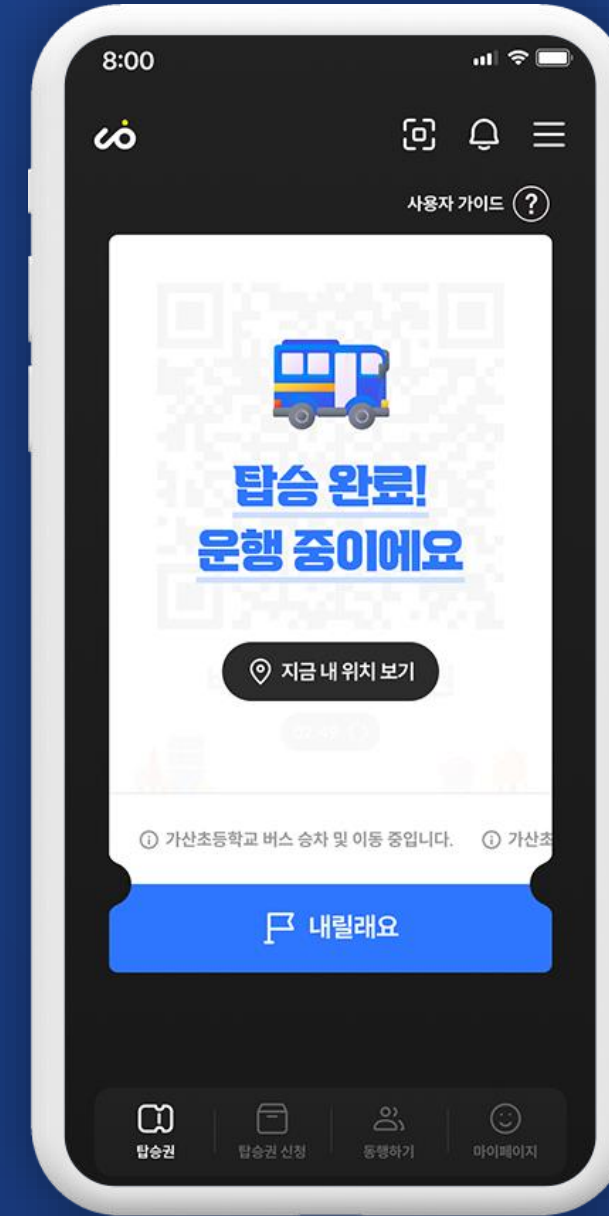 8:00
사용자 가이드 ?
탑승 완료!
운행 중이에요
지금 내 위치 보기
가산초등학교 버스 승차 및 이동 중입니다. 가산초
내릴래요
탑승권 탑승권 신청 동행하기 마이페이지